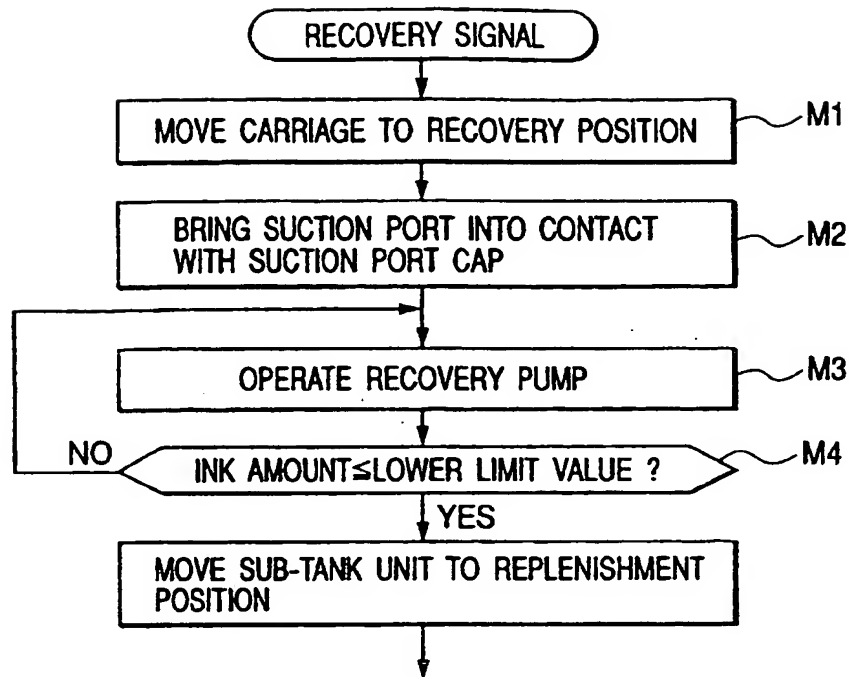 RECOVERY SIGNAL
MOVE CARRIAGE TO RECOVERY POSITION
M1
BRING SUCTION PORT INTO CONTACT
WITH SUCTION PORT CAP
M2
OPERATE RECOVERY PUMP
M3
INK AMOUNT≦LOWER LIMIT VALUE ?
M4
NO
YES
MOVE SUB-TANK UNIT TO REPLENISHMENT
POSITION